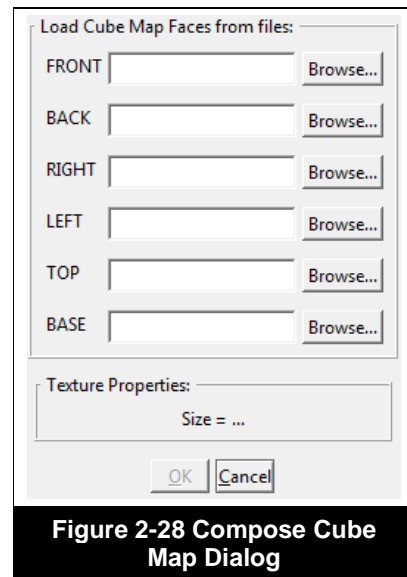 Load Cube Map Faces from files:
FRONT Browse...
BACK Browse...
RIGHT Browse...
LEFT Browse...
TOP Browse...
BASE Browse...
Texture Properties:
Size = ...
OK Cancel
Figure 2-28 Compose Cube
Map Dialog